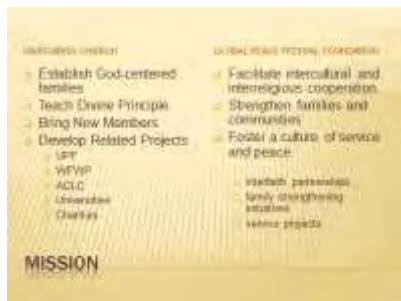 CHURCH
Establish God-centered
families
Teach Divine Principle
Bring New Members
Develop Related Projects
UPF
WFWP
ACLC
Universities
Charities
GLOBAL PEACE FESTIVAL FOUNDATION
Facilitate intercultural and
interreligious cooperation
Strengthen families and
communities
Foster a culture of service
and peace
interfaith partnerships
family strengthening
initiatives
service projects
MISSION